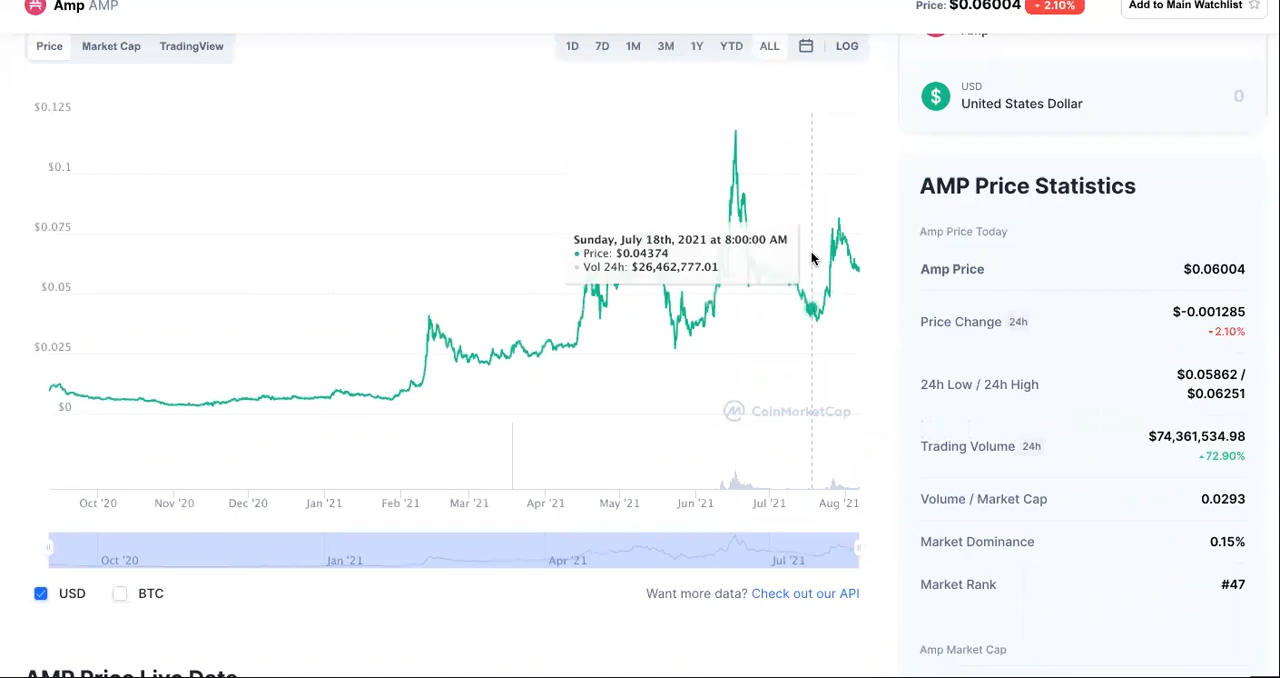 Amp AMP
Price: $0.06004 2.10%
Add to Main Watchlist
Price Market Cap TradingView
1D 7D 1M 3M 1Y YTD ALL LOG
Amp
USD
United States Dollar
0
$0.125
$0.1
$0.075
$0.05
$0.025
$0
Sunday, July 18th, 2021 at 8:00:00 AM
Price: $0.04374
Vol 24h: $26,462,777.01
CoinMarketCap
Oct '20 Nov '20 Dec '20 Jan '21 Feb '21 Mar '21 Apr '21 May '21 Jun '21 Jul '21 Aug '21
Oct '20 Jan '21 Apr '21 Jul '21
USD BTC
Want more data? Check out our API
AMP Price Live Data
AMP Price Statistics
Amp Price Today
Amp Price $0.06004
Price Change 24h $-0.001285
2.10%
24h Low / 24h High $0.05862 /
$0.06251
Trading Volume 24h $74,361,534.98
72.90%
Volume / Market Cap 0.0293
Market Dominance 0.15%
Market Rank #47
Amp Market Cap